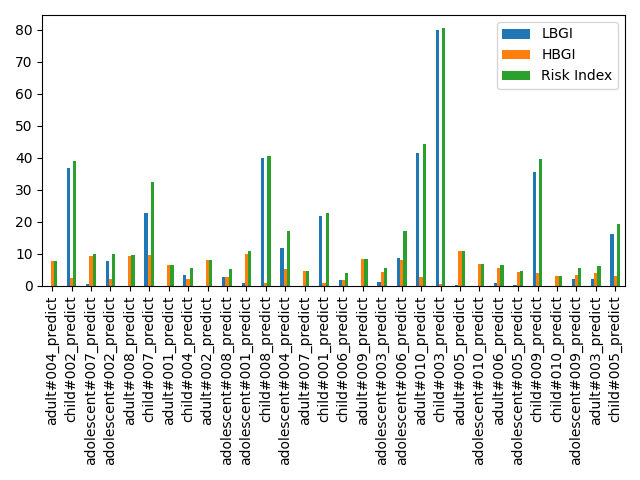 80
70
60
50
40
30
20
10
0
LBGI
HBGI
Risk Index
adult#004_predict
child#002_predict
adolescent#007_predict
adolescent#002_predict
adult#008_predict
child#007_predict
adult#001_predict
child#004_predict
adult#002_predict
adolescent#008_predict
adolescent#001_predict
child#008_predict
adolescent#004_predict
adult#007_predict
child#001_predict
child#006_predict
adult#009_predict
adolescent#003_predict
adolescent#006_predict
adult#010_predict
child#003_predict
adult#005_predict
adolescent#010_predict
adult#006_predict
adolescent#005_predict
child#009_predict
child#010_predict
adolescent#009_predict
adult#003_predict
child#005_predict